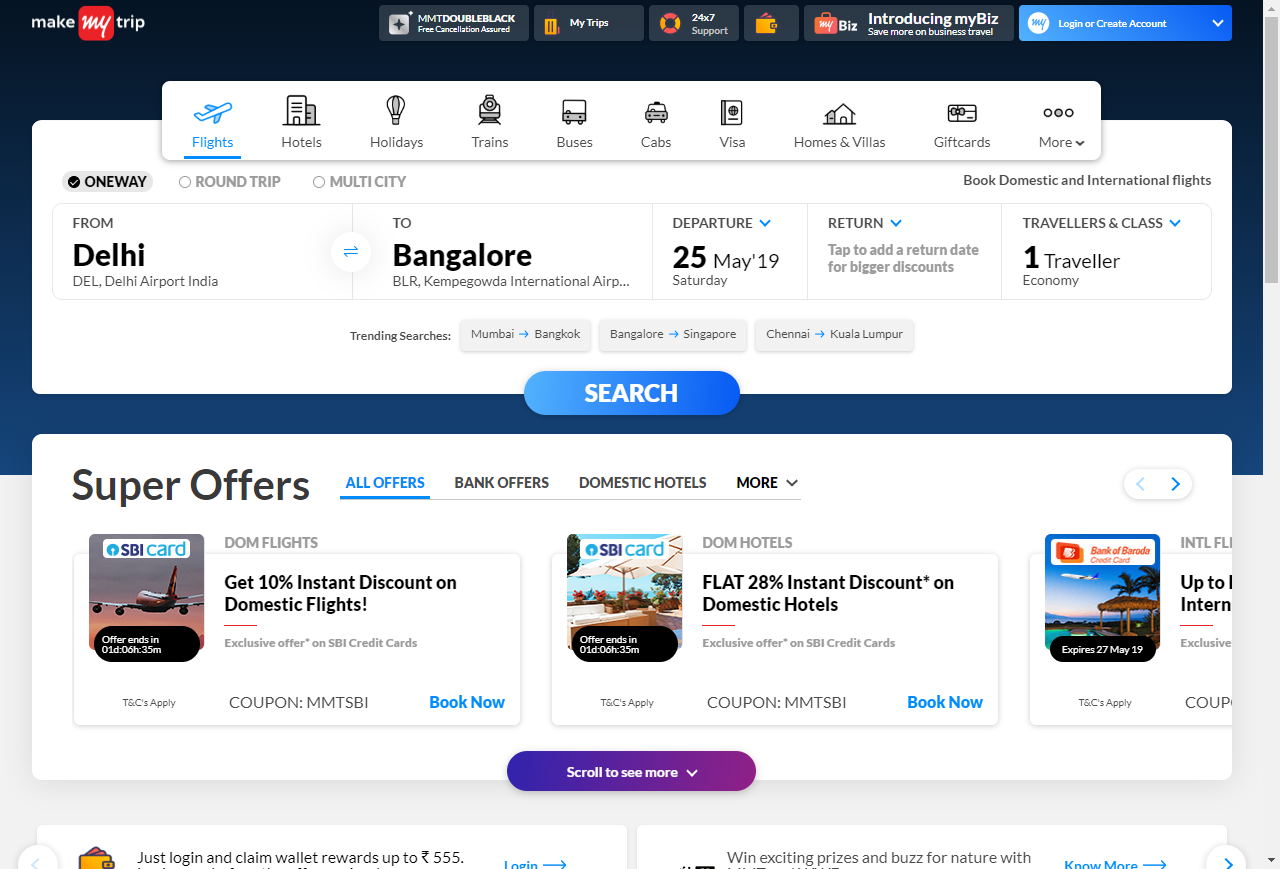 make my trip
MMTDOUBLEBLACK
Free Cancellation Assured
My Trips
24x7
Support
my Biz
Introducing myBiz
Save more on business travel
my
Login or Create Account
Flights
Hotels
Holidays
Trains
Buses
Cabs
Visa
Homes & Villas
Giftcards
More
ONEWAY
ROUND TRIP
MULTI CITY
Book Domestic and International flights
FROM
Delhi
DEL, Delhi Airport India
TO
Bangalore
BLR, Kempegowda International Airp...
DEPARTURE
25 May'19
Saturday
RETURN
Tap to add a return date
for bigger discounts
TRAVELLERS & CLASS
1 Traveller
Economy
Trending Searches:
Mumbai → Bangkok
Bangalore → Singapore
Chennai → Kuala Lumpur
SEARCH
Super Offers
ALL OFFERS
BANK OFFERS
DOMESTIC HOTELS
MORE
SBI card
Offer ends in
01d:06h:35m
DOM FLIGHTS
Get 10% Instant Discount on
Domestic Flights!
Exclusive offer* on SBI Credit Cards
T&C's Apply
COUPON: MMTSBI
Book Now
SBI card
Offer ends in
01d:06h:35m
DOM HOTELS
FLAT 28% Instant Discount* on
Domestic Hotels
Exclusive offer* on SBI Credit Cards
T&C's Apply
COUPON: MMTSBI
Book Now
Bank of Baroda
Credit Card
Expires 27 May 19
INTL
Up to
Intern
Exclusive
T&C's Apply
COUP
Scroll to see more
Just login and claim wallet rewards up to ₹ 555.
Login
Win exciting prizes and buzz for nature with
Know More